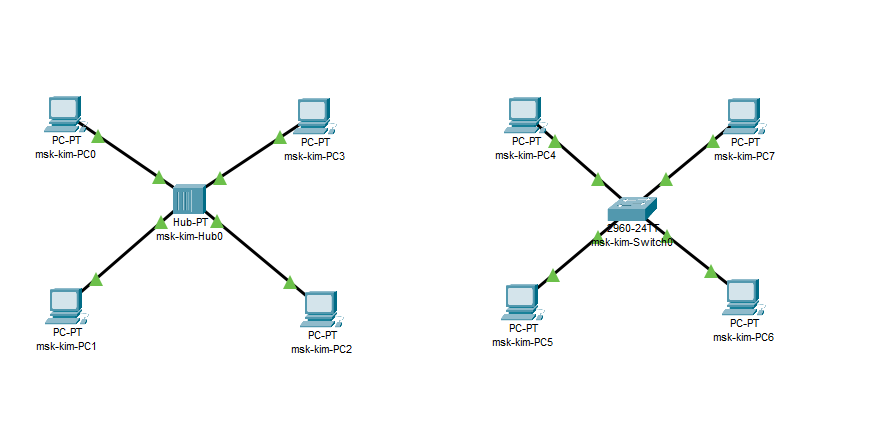 PC-PT
msk-kim-PC0
PC-PT
msk-kim-PC3
Hub-PT
msk-kim-Hub0
PC-PT
msk-kim-PC1
PC-PT
msk-kim-PC2
PC-PT
msk-kim-PC4
PC-PT
msk-kim-PC7
2960-24TT
msk-kim-Switch0
PC-PT
msk-kim-PC5
PC-PT
msk-kim-PC6